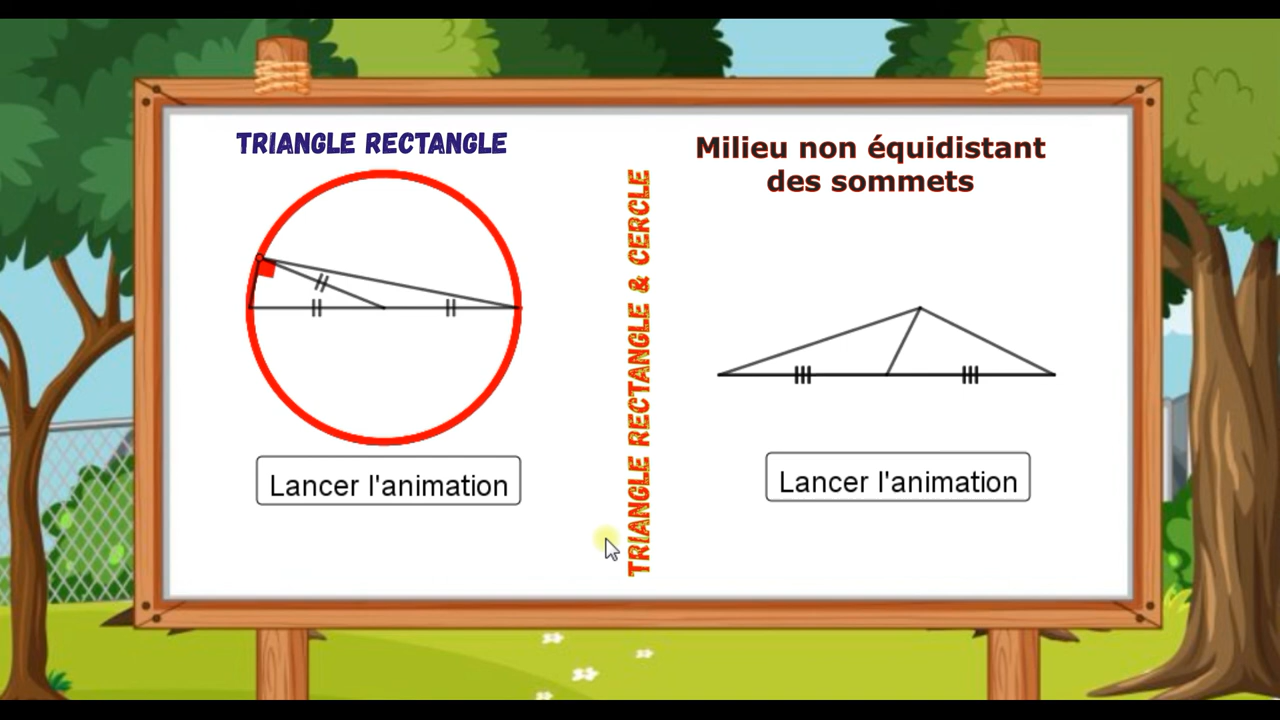 TRIANGLE RECTANGLE
Lancer l'animation
TRIANGLE RECTANGLE & CERCLE
Milieu non équidistant
des sommets
Lancer l'animation